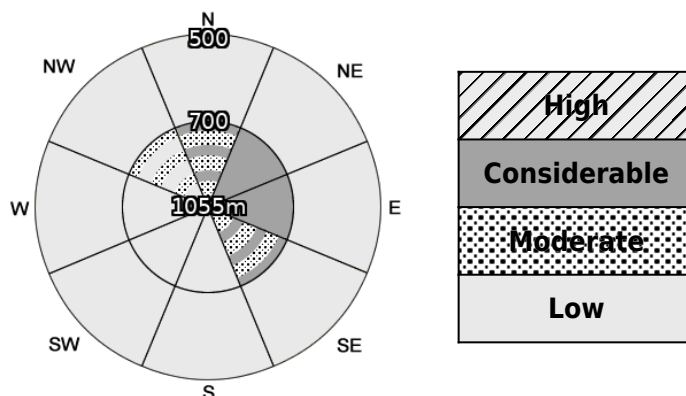 N
500
NW
NE
700
W
1055m
E
SW
SE
S
High
Considerable
Moderate
Low